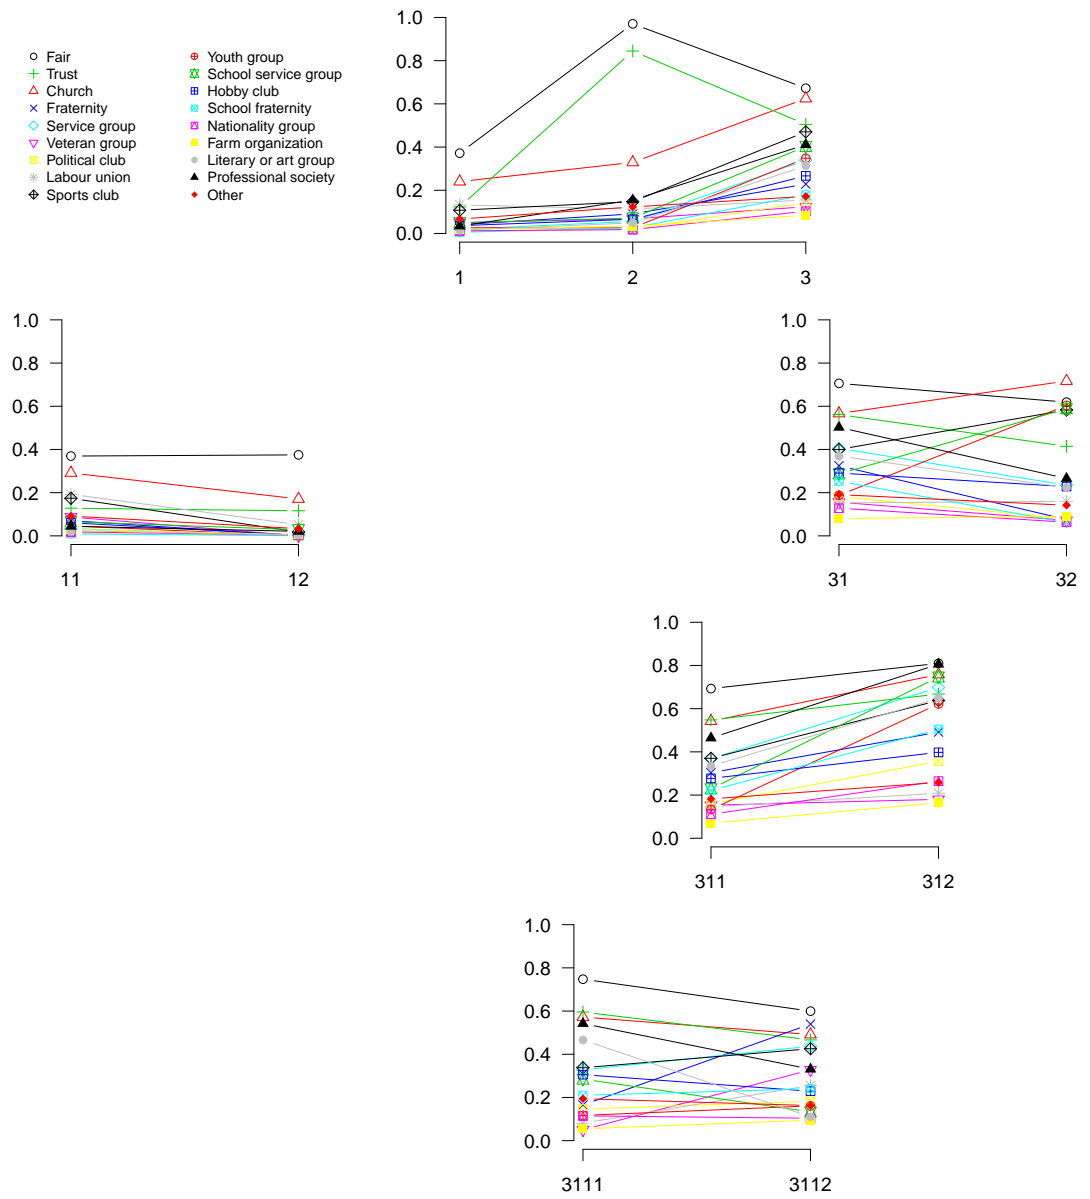 Fair
Trust
Church
Fraternity
Service group
Veteran group
Political club
Labour union
Sports club
Youth group
School service group
Hobby club
School fraternity
Nationality group
Farm organization
Literary or art group
Professional society
Other
1.0
0.8
0.6
0.4
0.2
0.0
1 2 3
1.0
0.8
0.6
0.4
0.2
0.0
11 12
1.0
0.8
0.6
0.4
0.2
0.0
31 32
1.0
0.8
0.6
0.4
0.2
0.0
311 312
1.0
0.8
0.6
0.4
0.2
0.0
3111 3112